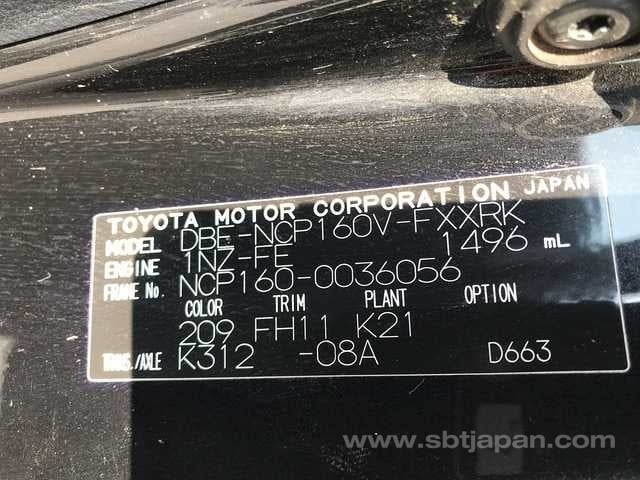 TOYOTA MOTOR CORPORATION JAPAN
MODEL DBE-NCP160V-FXXRK
ENGINE 1NZ-FE 1496 mL
FRAME No. NCP160-0036056
COLOR TRIM PLANT OPTION
209 FH11 K21
TRANS./AXLE K312 -08A D663
www.sbtjapan.com